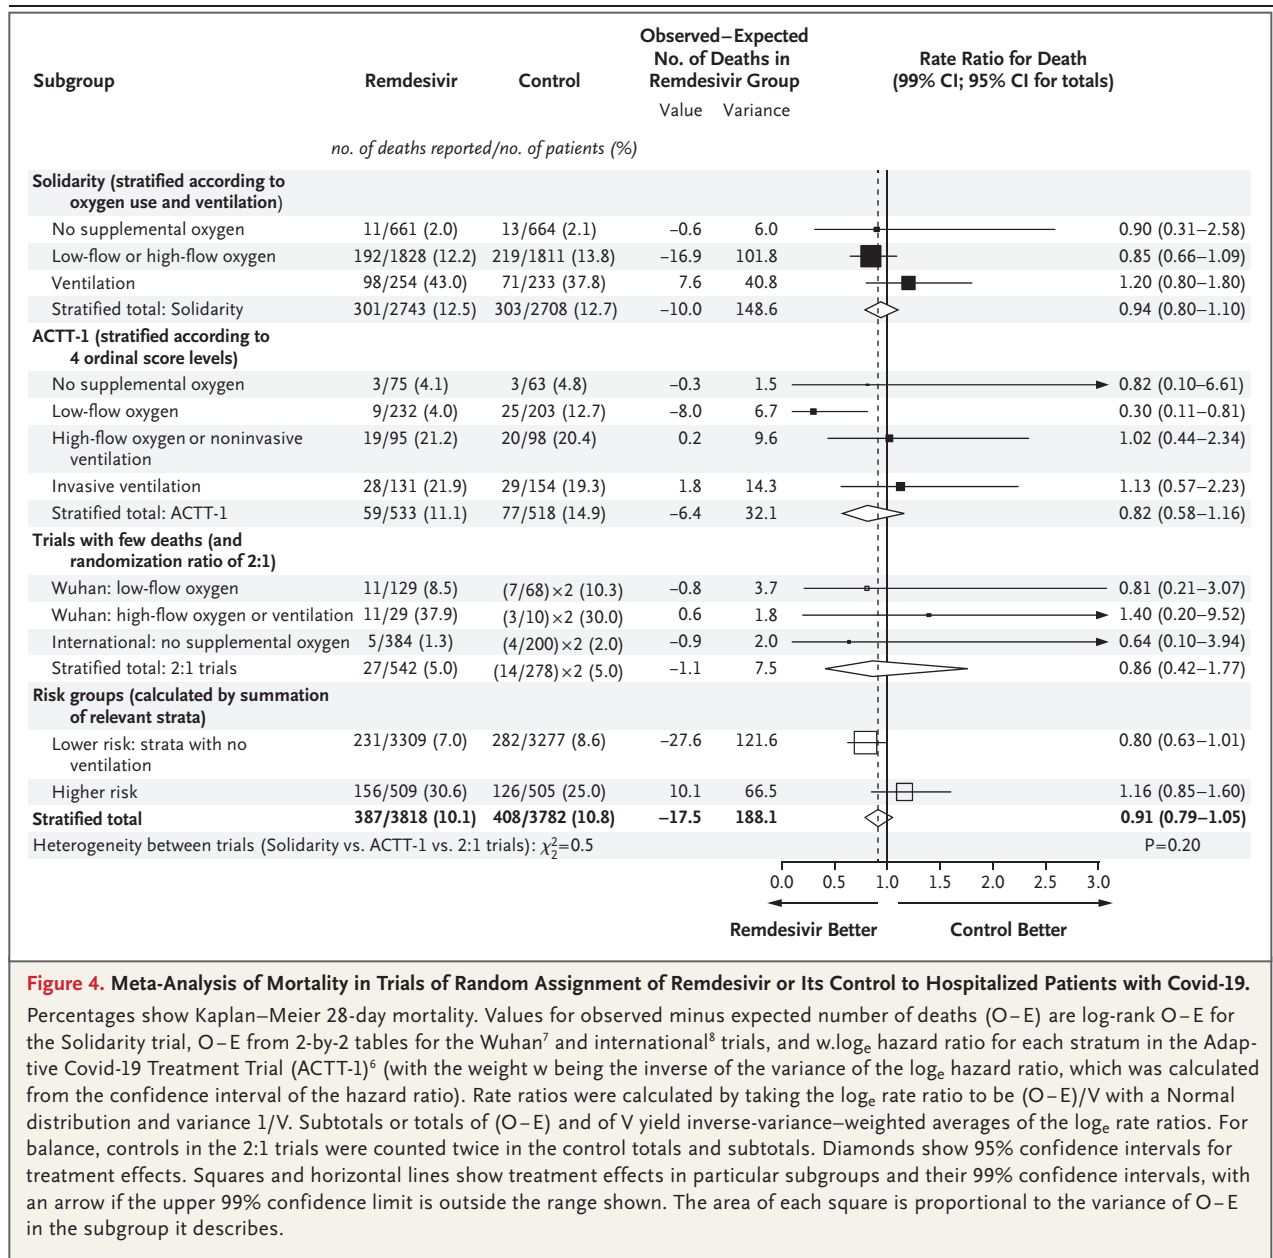 Subgroup Remdesivir Control Observed–Expected No. of Deaths in Remdesivir Group Rate Ratio for Death (99% CI; 95% CI for totals)
Value Variance
no. of deaths reported/no. of patients (%)
Solidarity (stratified according to
oxygen use and ventilation)
No supplemental oxygen 11/661 (2.0) 13/664 (2.1) −0.6 6.0 0.90 (0.31–2.58)
Low-flow or high-flow oxygen 192/1828 (12.2) 219/1811 (13.8) −16.9 101.8 0.85 (0.66–1.09)
Ventilation 98/254 (43.0) 71/233 (37.8) 7.6 40.8 1.20 (0.80–1.80)
Stratified total: Solidarity 301/2743 (12.5) 303/2708 (12.7) −10.0 148.6 0.94 (0.80–1.10)
ACTT-1 (stratified according to
4 ordinal score levels)
No supplemental oxygen 3/75 (4.1) 3/63 (4.8) −0.3 1.5 0.82 (0.10–6.61)
Low-flow oxygen 9/232 (4.0) 25/203 (12.7) −8.0 6.7 0.30 (0.11–0.81)
High-flow oxygen or noninvasive 19/95 (21.2) 20/98 (20.4) 0.2 9.6 1.02 (0.44–2.34)
ventilation
Invasive ventilation 28/131 (21.9) 29/154 (19.3) 1.8 14.3 1.13 (0.57–2.23)
Stratified total: ACTT-1 59/533 (11.1) 77/518 (14.9) −6.4 32.1 0.82 (0.58–1.16)
Trials with few deaths (and
randomization ratio of 2:1)
Wuhan: low-flow oxygen 11/129 (8.5) (7/68)×2 (10.3) −0.8 3.7 0.81 (0.21–3.07)
Wuhan: high-flow oxygen or ventilation 11/29 (37.9) (3/10)×2 (30.0) 0.6 1.8 1.40 (0.20–9.52)
International: no supplemental oxygen 5/384 (1.3) (4/200)×2 (2.0) −0.9 2.0 0.64 (0.10–3.94)
Stratified total: 2:1 trials 27/542 (5.0) (14/278)×2 (5.0) −1.1 7.5 0.86 (0.42–1.77)
Risk groups (calculated by summation
of relevant strata)
Lower risk: strata with no 231/3309 (7.0) 282/3277 (8.6) −27.6 121.6 0.80 (0.63–1.01)
ventilation
Higher risk 156/509 (30.6) 126/505 (25.0) 10.1 66.5 1.16 (0.85–1.60)
Stratified total 387/3818 (10.1) 408/3782 (10.8) −17.5 188.1 0.91 (0.79–1.05)
Heterogeneity between trials (Solidarity vs. ACTT-1 vs. 2:1 trials): χ²₂=0.5 P=0.20
0.0 0.5 1.0 1.5 2.0 2.5 3.0
Remdesivir Better Control Better
Figure 4. Meta-Analysis of Mortality in Trials of Random Assignment of Remdesivir or Its Control to Hospitalized Patients with Covid-19.
Percentages show Kaplan–Meier 28-day mortality. Values for observed minus expected number of deaths (O−E) are log-rank O−E for
the Solidarity trial, O−E from 2-by-2 tables for the Wuhan⁷ and international⁸ trials, and w.logₑ hazard ratio for each stratum in the Adap-
tive Covid-19 Treatment Trial (ACTT-1)⁶ (with the weight w being the inverse of the variance of the logₑ hazard ratio, which was calculated
from the confidence interval of the hazard ratio). Rate ratios were calculated by taking the logₑ rate ratio to be (O−E)/V with a Normal
distribution and variance 1/V. Subtotals or totals of (O−E) and of V yield inverse-variance–weighted averages of the logₑ rate ratios. For
balance, controls in the 2:1 trials were counted twice in the control totals and subtotals. Diamonds show 95% confidence intervals for
treatment effects. Squares and horizontal lines show treatment effects in particular subgroups and their 99% confidence intervals, with
an arrow if the upper 99% confidence limit is outside the range shown. The area of each square is proportional to the variance of O−E
in the subgroup it describes.